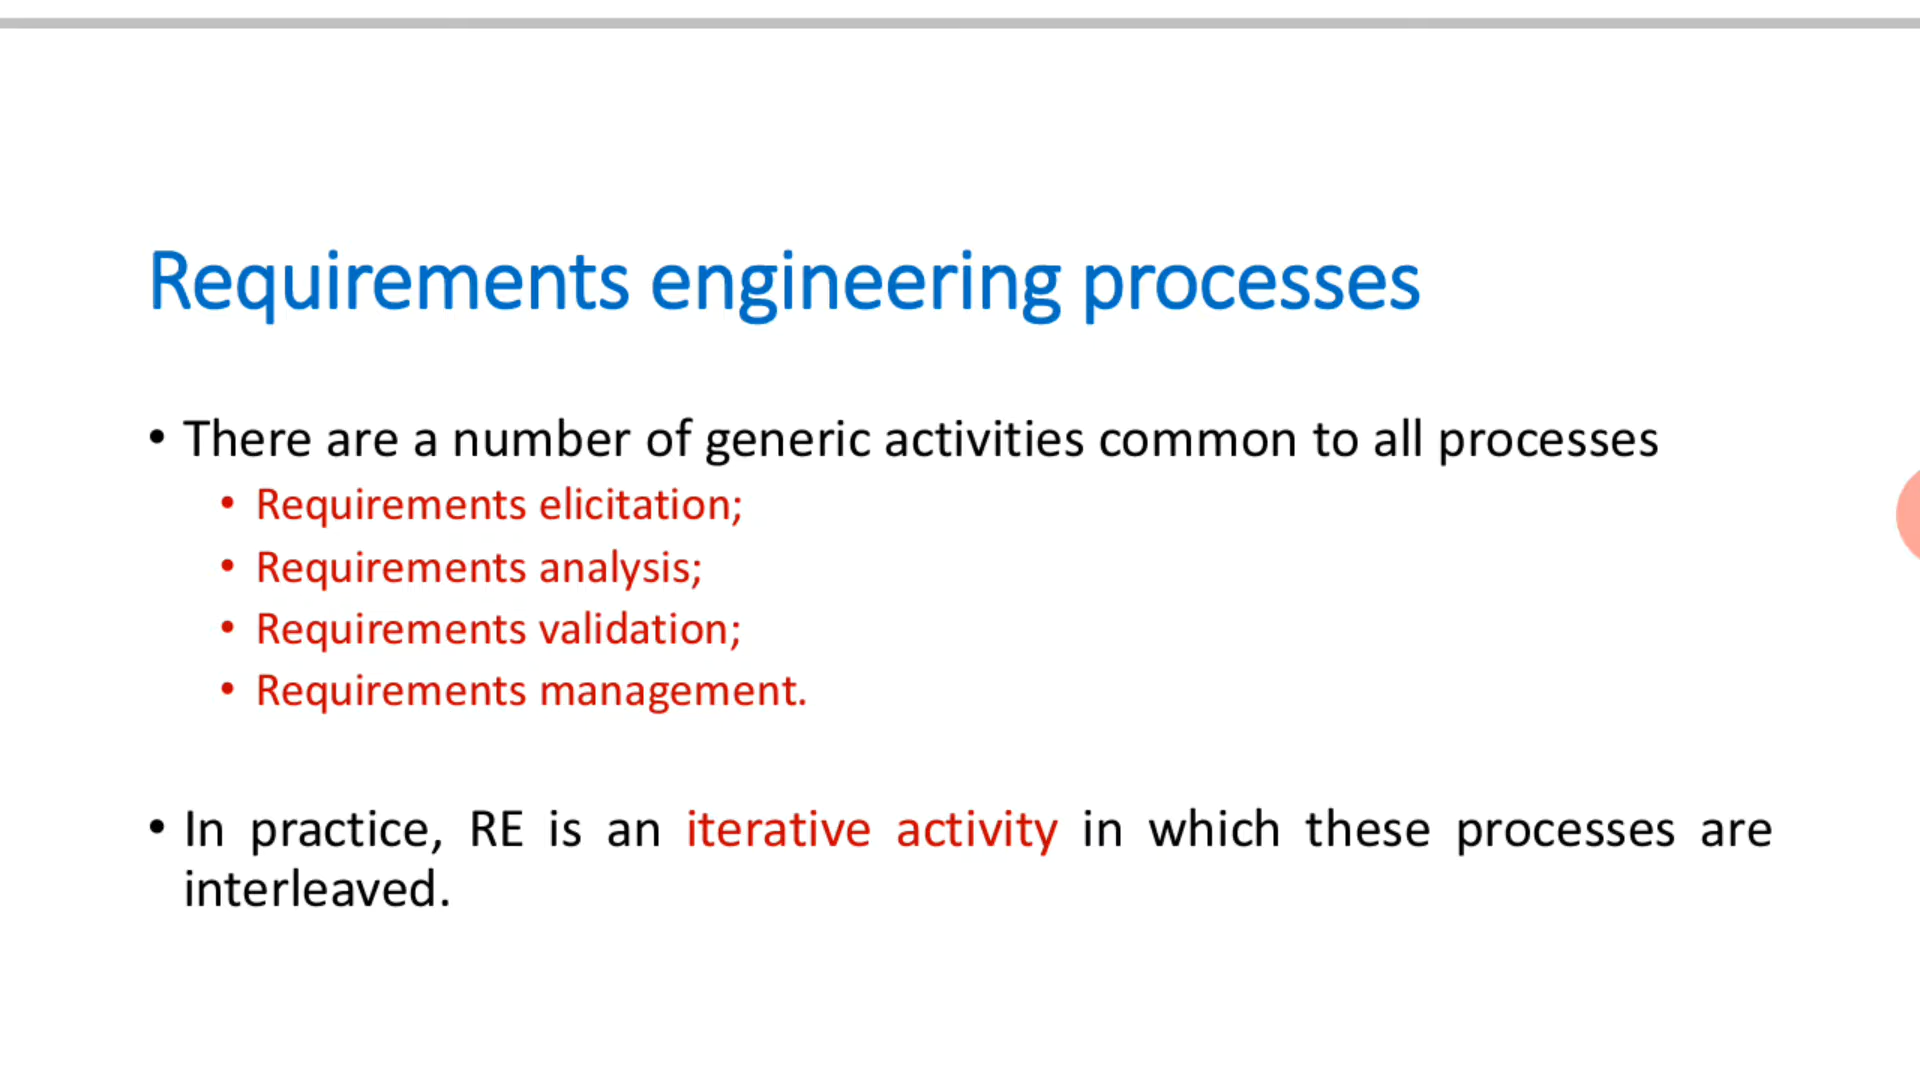 Requirements engineering processes
• There are a number of generic activities common to all processes
• Requirements elicitation;
• Requirements analysis;
• Requirements validation;
• Requirements management.
• In practice, RE is an iterative activity in which these processes are
interleaved.